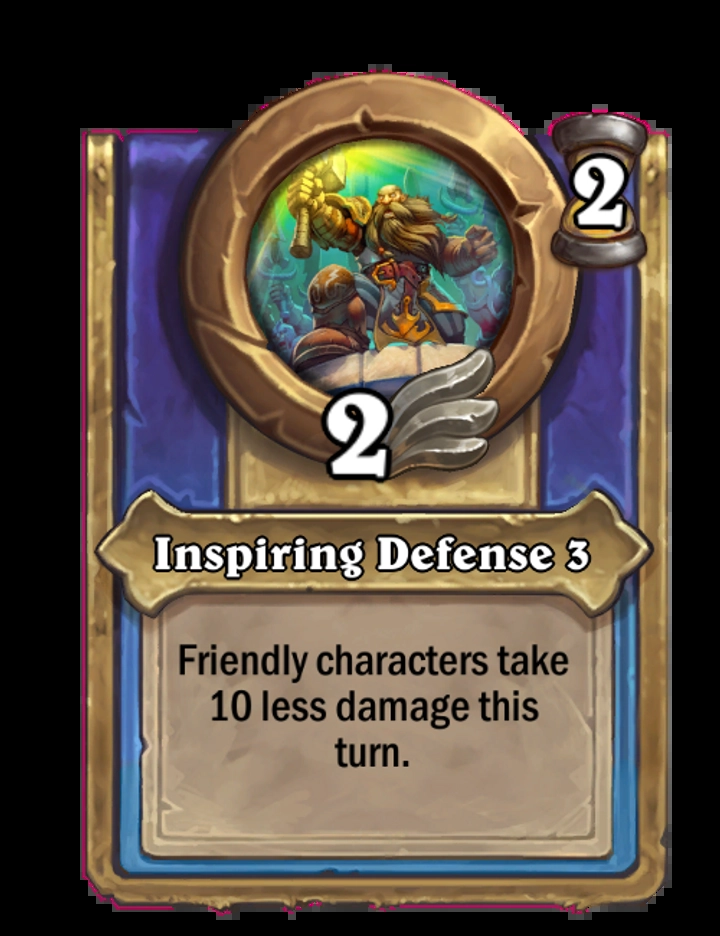 2
2
Inspiring Defense 3
Friendly characters take
10 less damage this
turn.